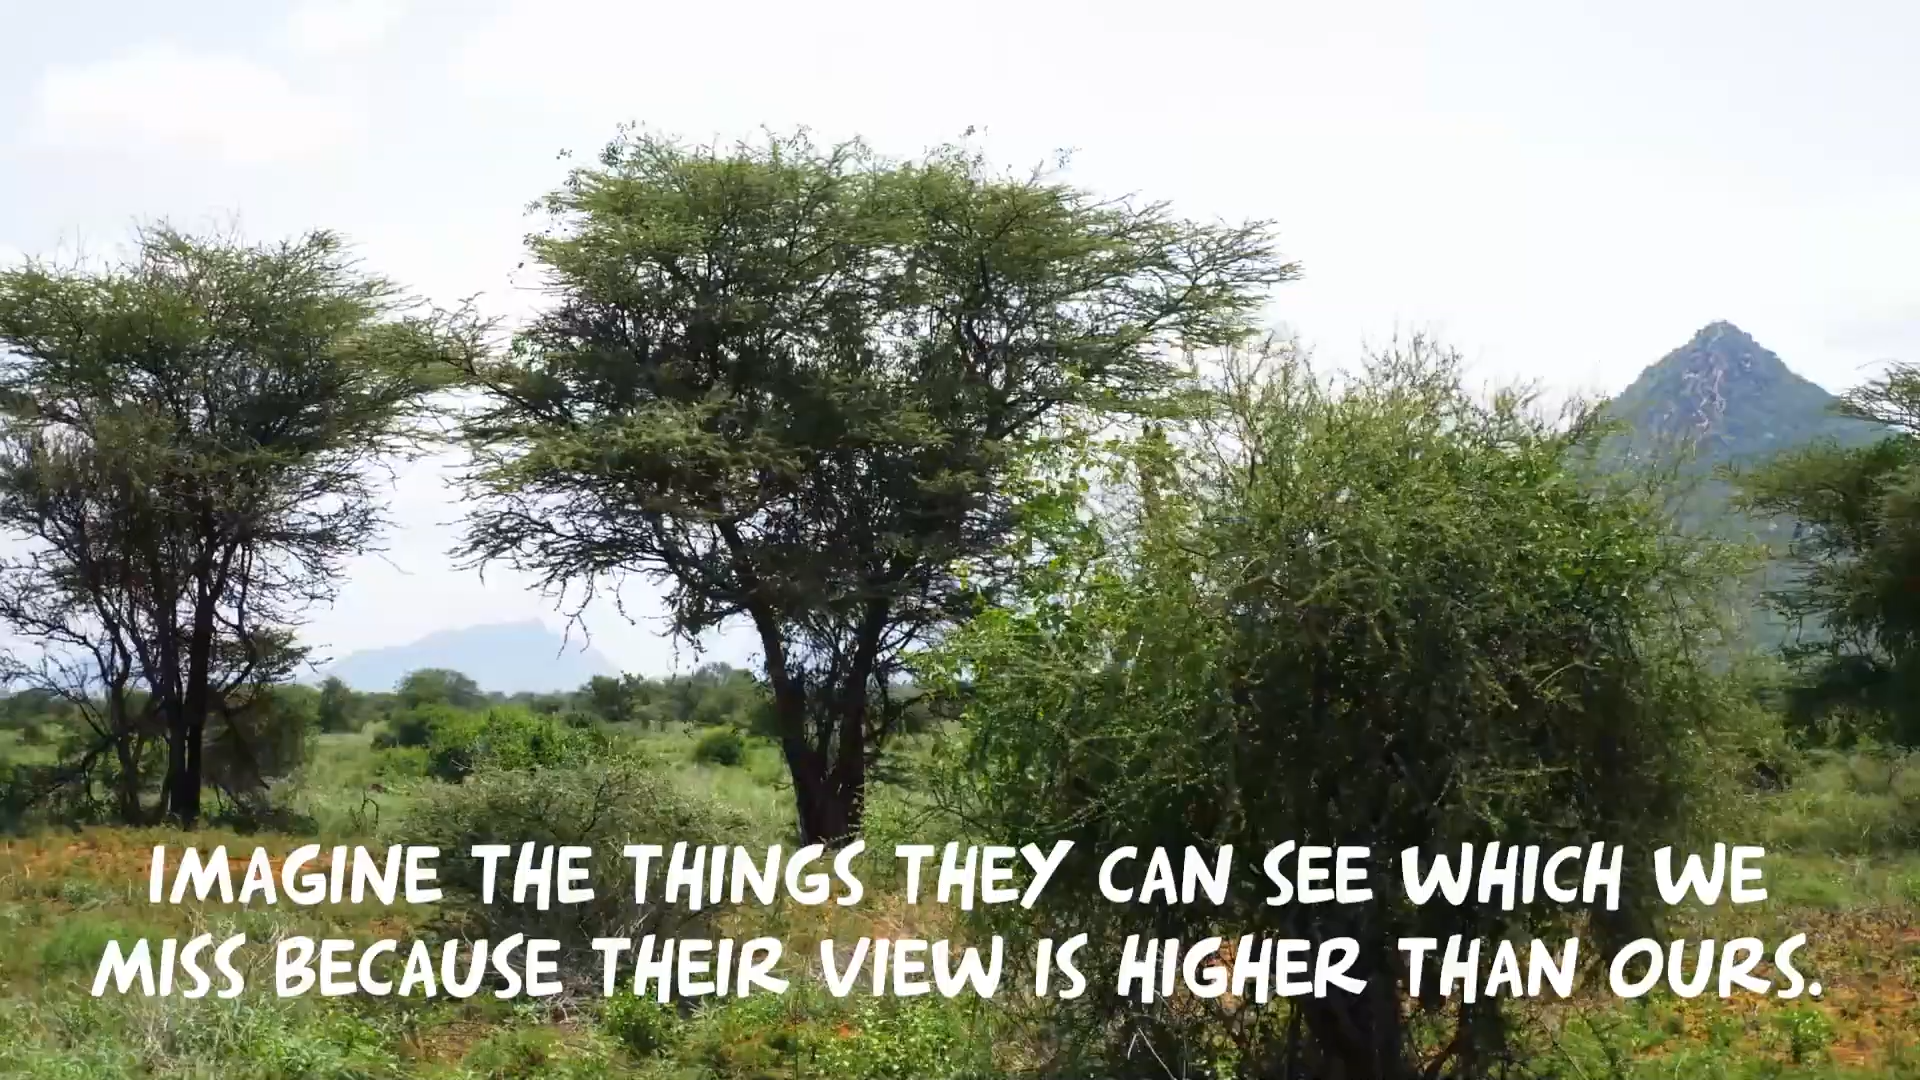 IMAGINE THE THINGS THEY CAN SEE WHICH WE
MISS BECAUSE THEIR VIEW IS HIGHER THAN OURS.